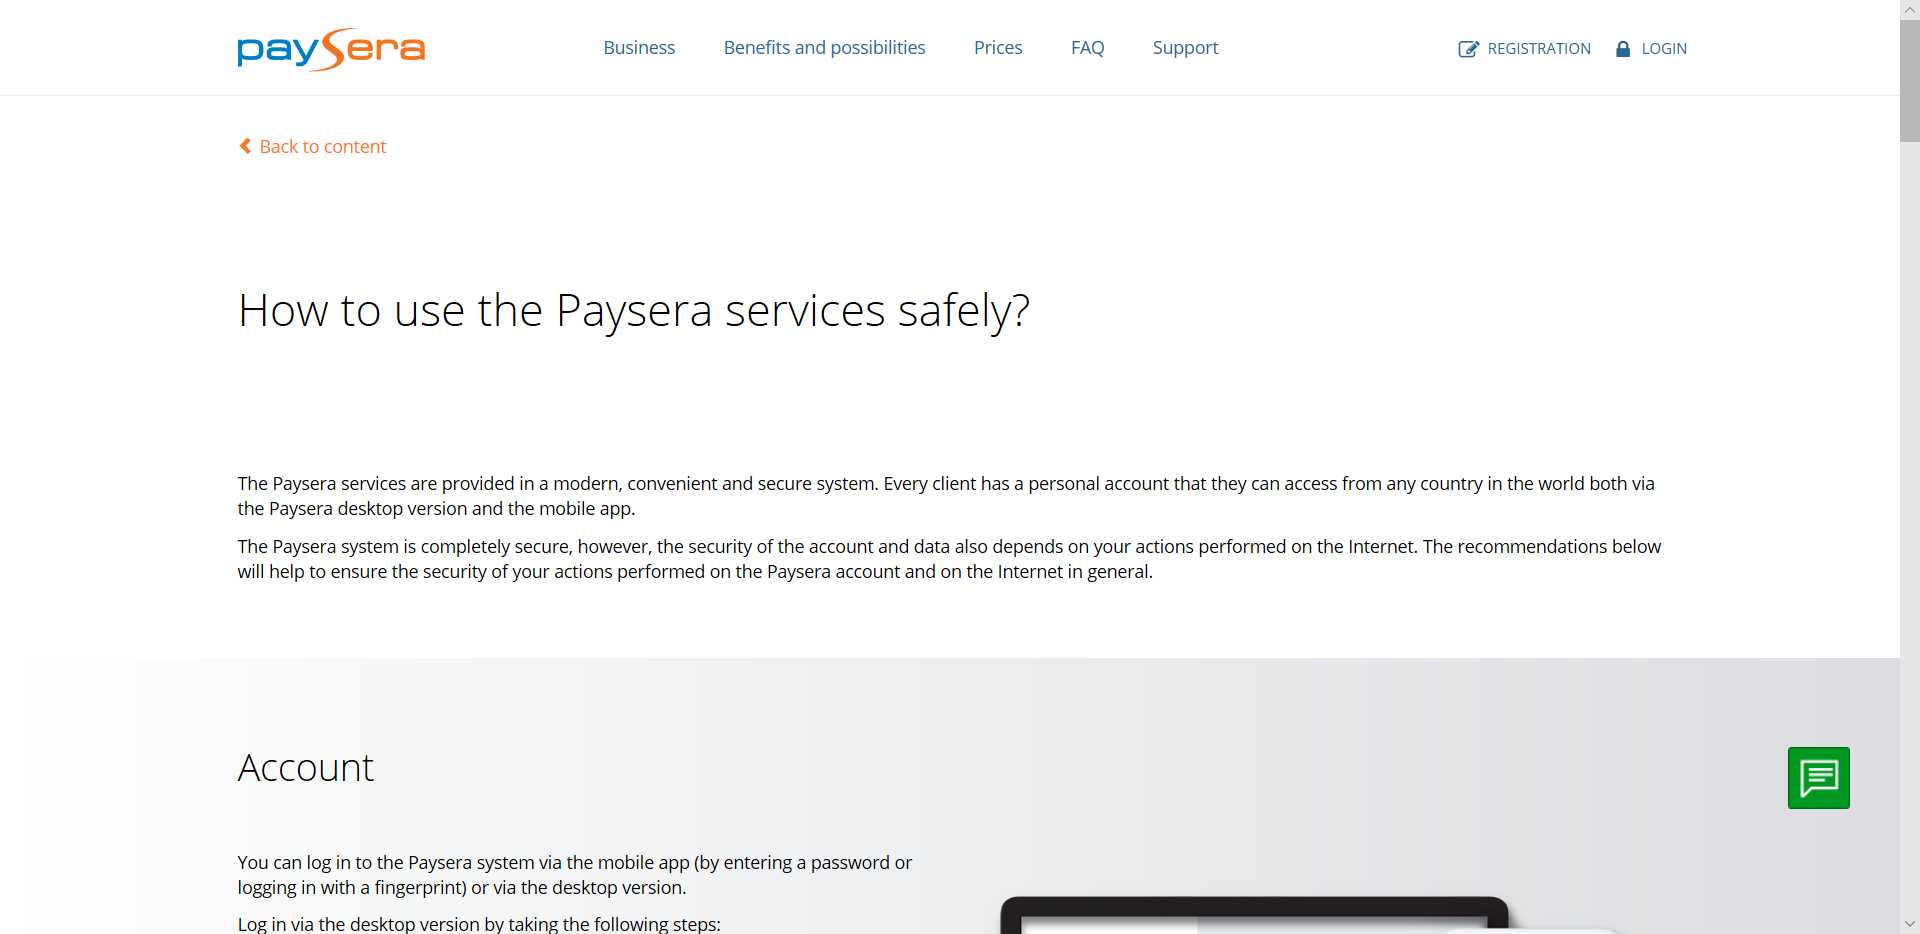 paysera
Business
Benefits and possibilities
Prices
FAQ
Support
REGISTRATION
LOGIN
Back to content
How to use the Paysera services safely?
The Paysera services are provided in a modern, convenient and secure system. Every client has a personal account that they can access from any country in the world both via
the Paysera desktop version and the mobile app.
The Paysera system is completely secure, however, the security of the account and data also depends on your actions performed on the Internet. The recommendations below
will help to ensure the security of your actions performed on the Paysera account and on the Internet in general.
Account
You can log in to the Paysera system via the mobile app (by entering a password or
logging in with a fingerprint) or via the desktop version.
Log in via the desktop version by taking the following steps: